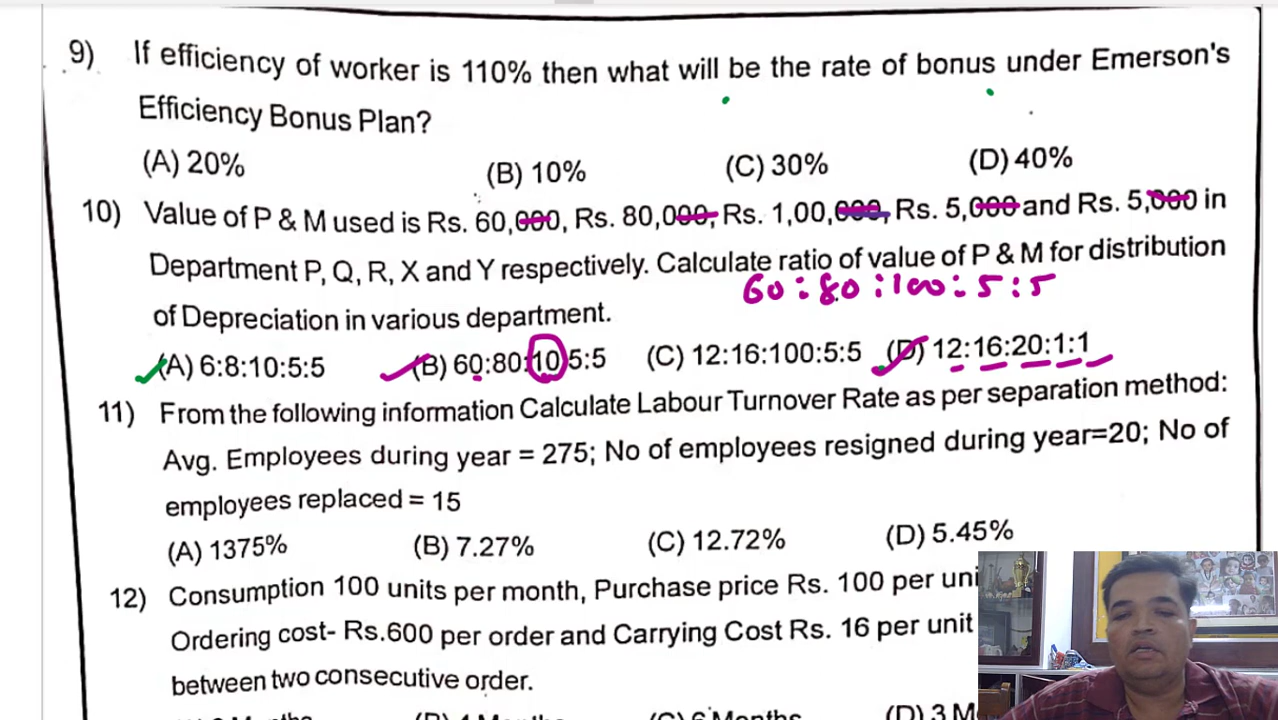 9) If efficiency of worker is 110% then what will be the rate of bonus under Emerson's
Efficiency Bonus Plan?
(A) 20% (B) 10% (C) 30% (D) 40%
10) Value of P & M used is Rs. 60,000, Rs. 80,000, Rs. 1,00,000, Rs. 5,000 and Rs. 5,000 in
Department P, Q, R, X and Y respectively. Calculate ratio of value of P & M for distribution
60:80:100:5:5
of Depreciation in various department.
(A) 6:8:10:5:5 (B) 60:80:10:5:5 (C) 12:16:100:5:5 (D) 12:16:20:1:1
11) From the following information Calculate Labour Turnover Rate as per separation method:
Avg. Employees during year = 275; No of employees resigned during year=20; No of
employees replaced = 15
(A) 1375% (B) 7.27% (C) 12.72% (D) 5.45%
12) Consumption 100 units per month, Purchase price Rs. 100 per uni
Ordering cost- Rs.600 per order and Carrying Cost Rs. 16 per unit
between two consecutive order.
(C) 6 Months (D) 3 M